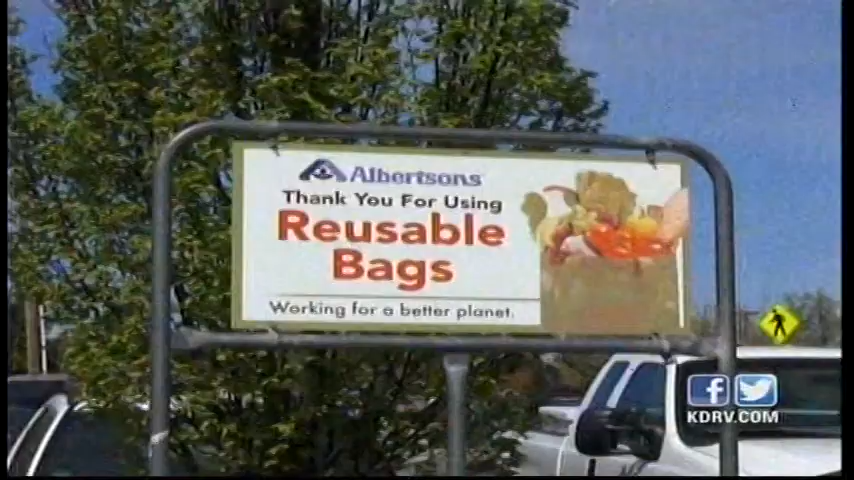 Albertsons
Thank You For Using
Reusable
Bags
Working for a better planet.
KDRV.COM